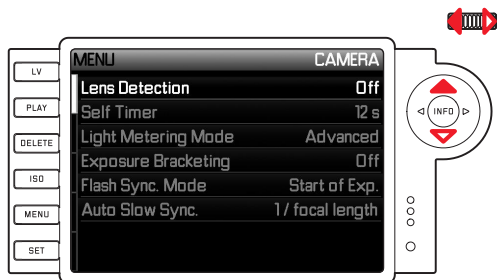 LV
PLAY
DELETE
ISO
MENU
SET
MENU CAMERA
Lens Detection Off
Self Timer 12 s
Light Metering Mode Advanced
Exposure Bracketing Off
Flash Sync. Mode Start of Exp.
Auto Slow Sync. 1 / focal length
INFO